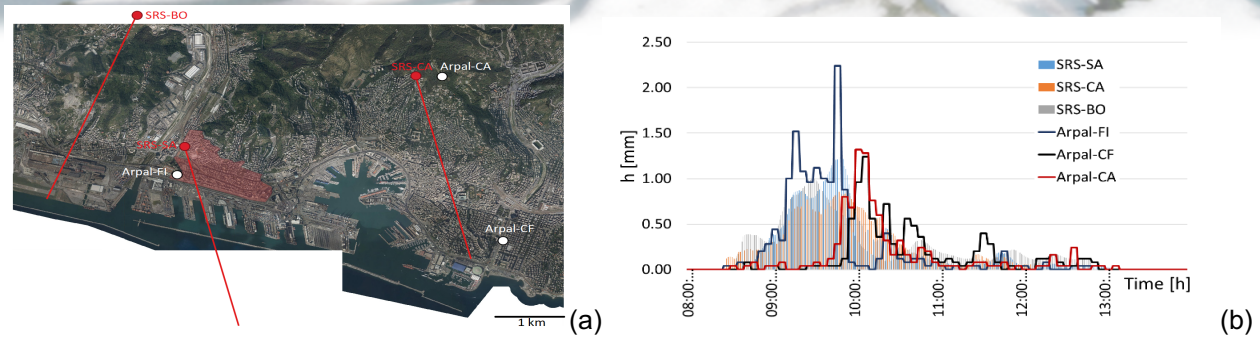 SRS-BO
SRS-CA
Arpal-CA
SRS-SA
Arpal-FI
Arpal-CF
1 km
(a)
2.50
2.00
1.50
1.00
0.50
0.00
h [mm]
SRS-SA
SRS-CA
SRS-BO
Arpal-FI
Arpal-CF
Arpal-CA
08:00:
09:00:
10:00:
11:00:
12:00:
13:00:
Time [h]
(b)